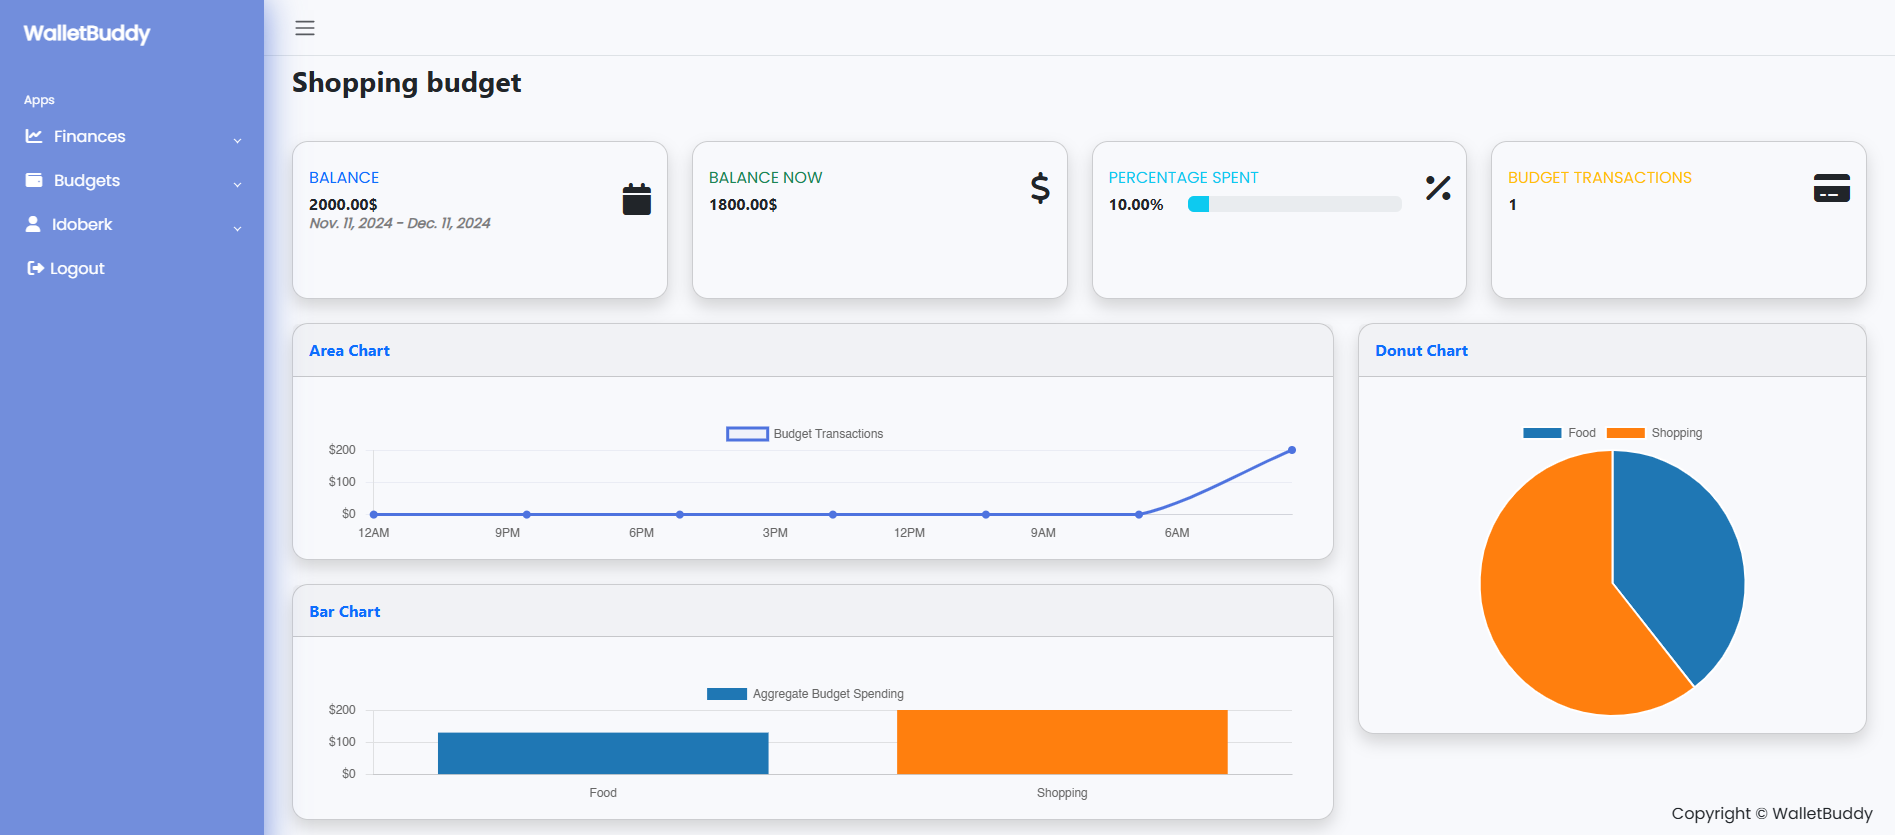 WalletBuddy
Apps
Finances
Budgets
Idoberk
Logout
Shopping budget
BALANCE
2000.00$
Nov. 11, 2024 - Dec. 11, 2024
BALANCE NOW
1800.00$
PERCENTAGE SPENT
10.00%
BUDGET TRANSACTIONS
1
Area Chart
Budget Transactions
$200
$100
$0
12AM 9PM 6PM 3PM 12PM 9AM 6AM
Donut Chart
Food Shopping
Bar Chart
Aggregate Budget Spending
$200
$100
$0
Food Shopping
Copyright © WalletBuddy